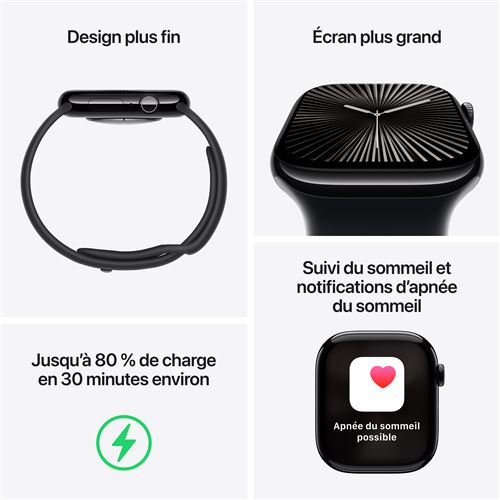 Design plus fin
Écran plus grand
Suivi du sommeil et
notifications d’apnée
du sommeil
Jusqu’à 80 % de charge
en 30 minutes environ
Apnée du sommeil
possible